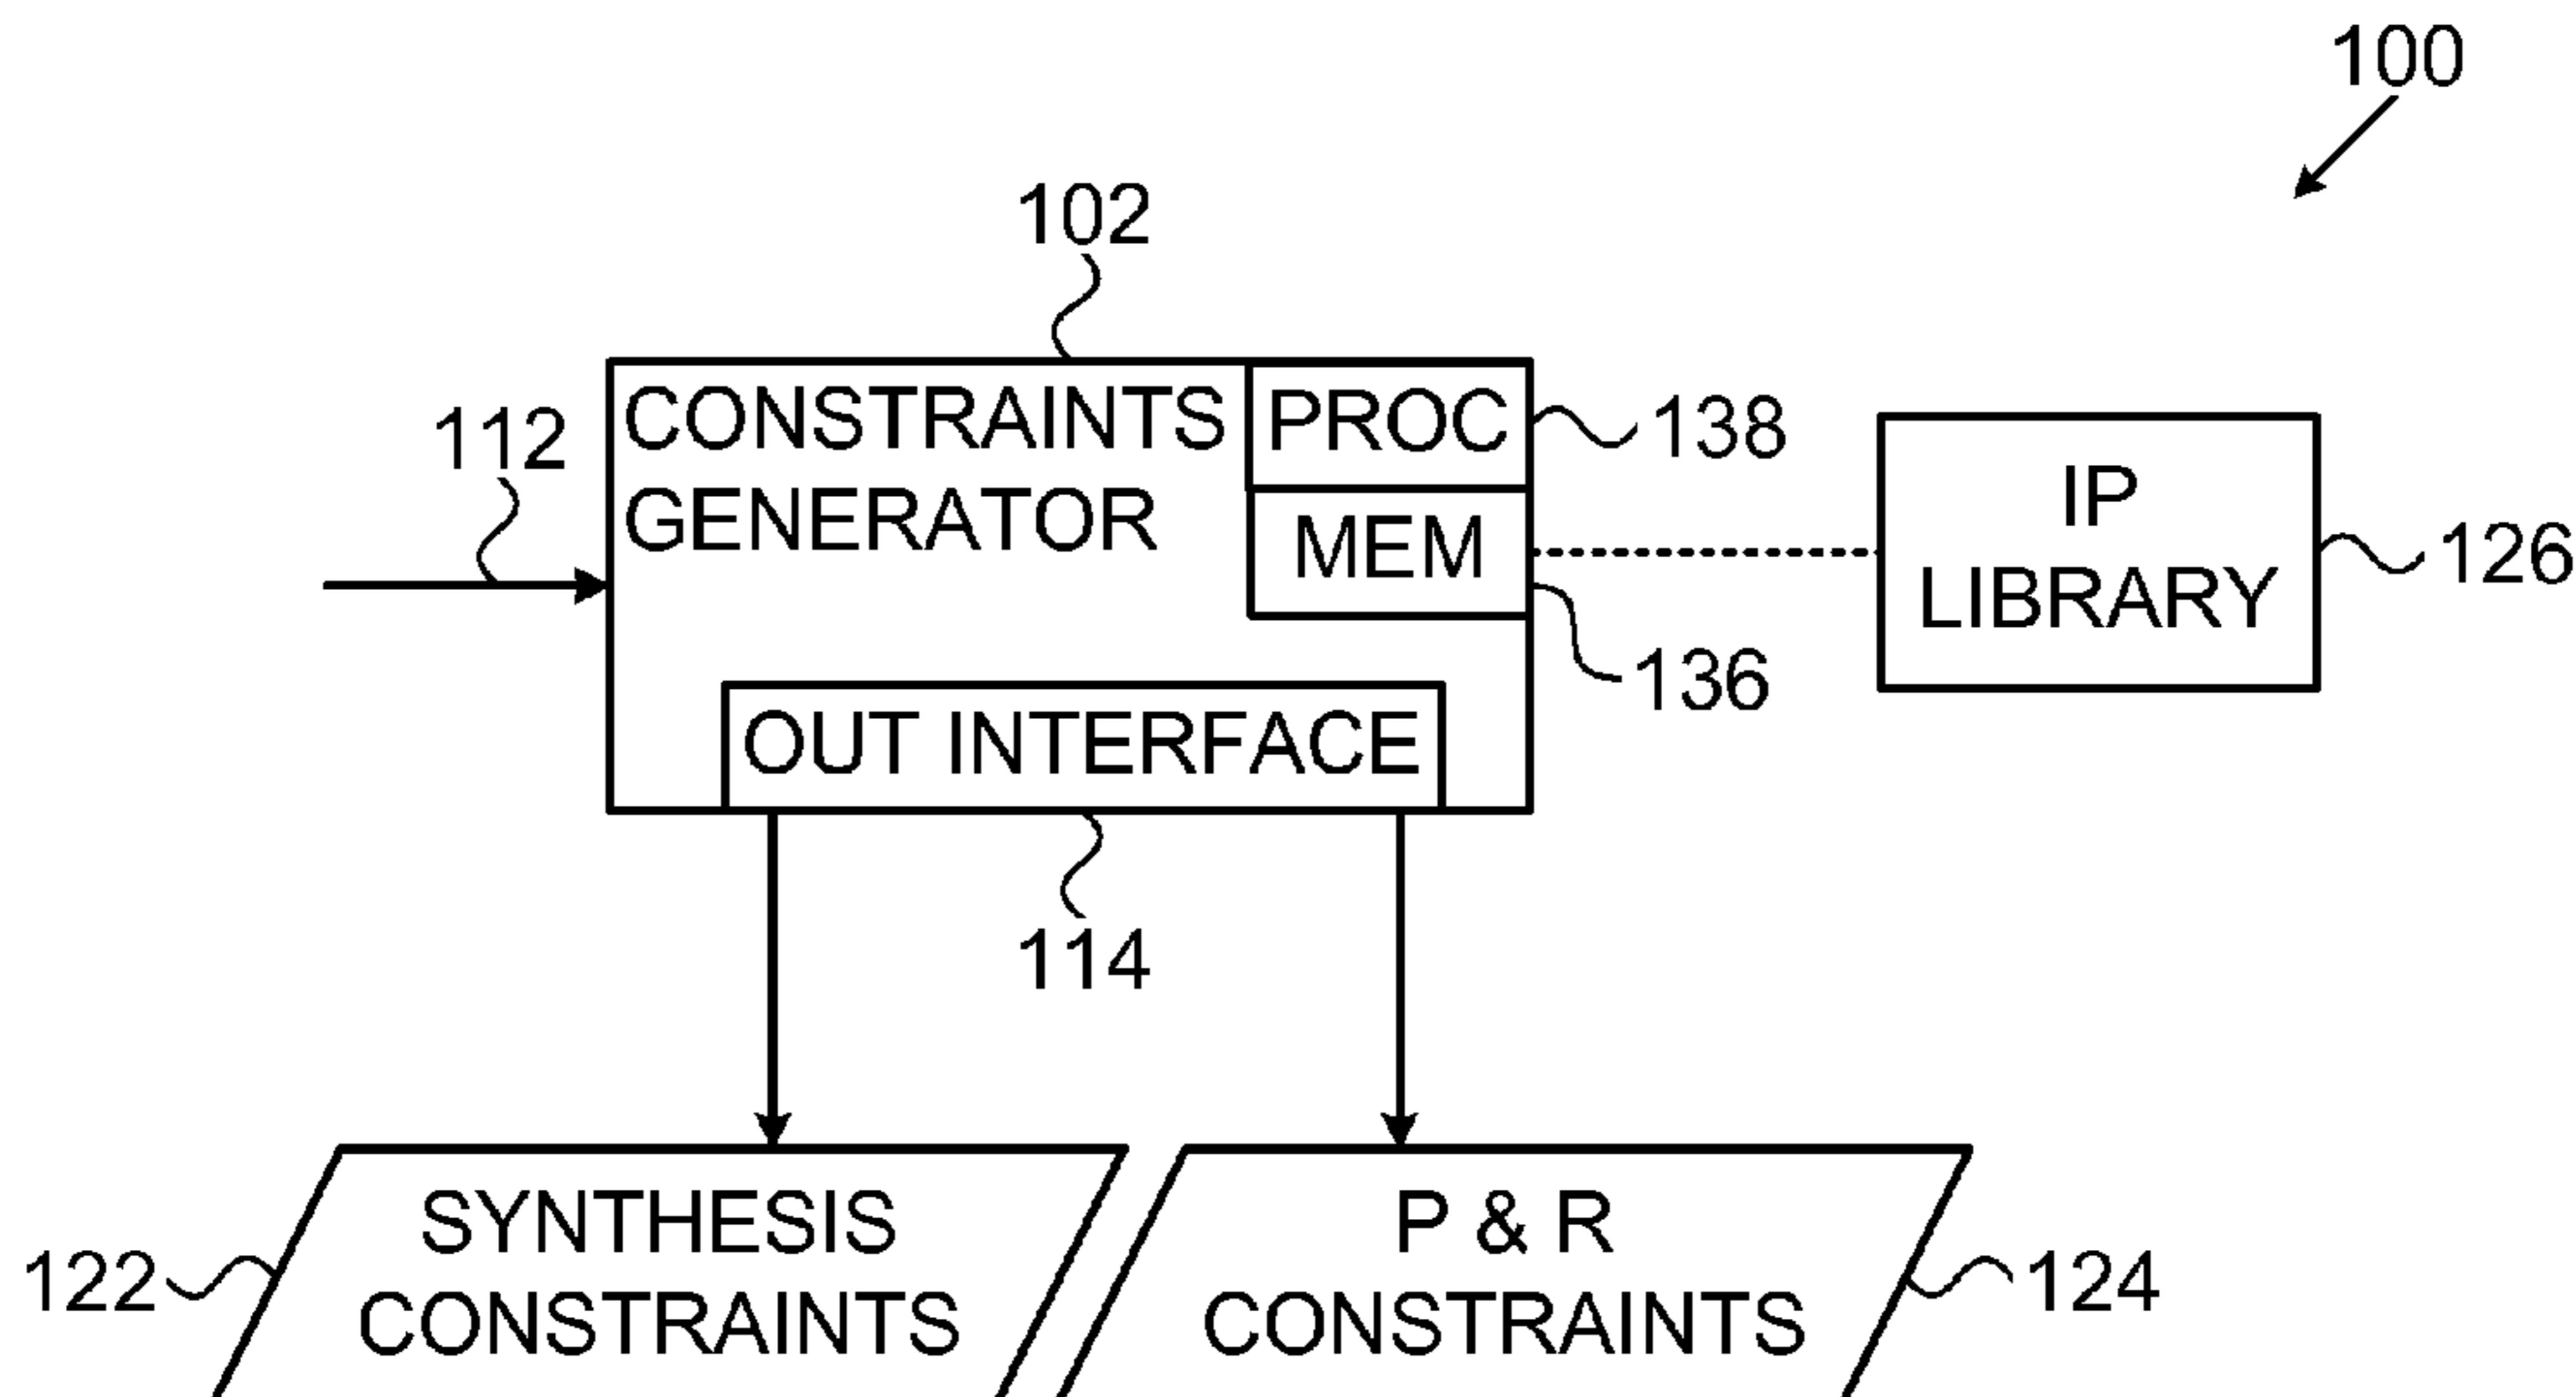 100
102
CONSTRAINTS
GENERATOR
PROC
138
112
MEM
136
IP
LIBRARY
126
OUT INTERFACE
114
SYNTHESIS
CONSTRAINTS
122
P & R
CONSTRAINTS
124